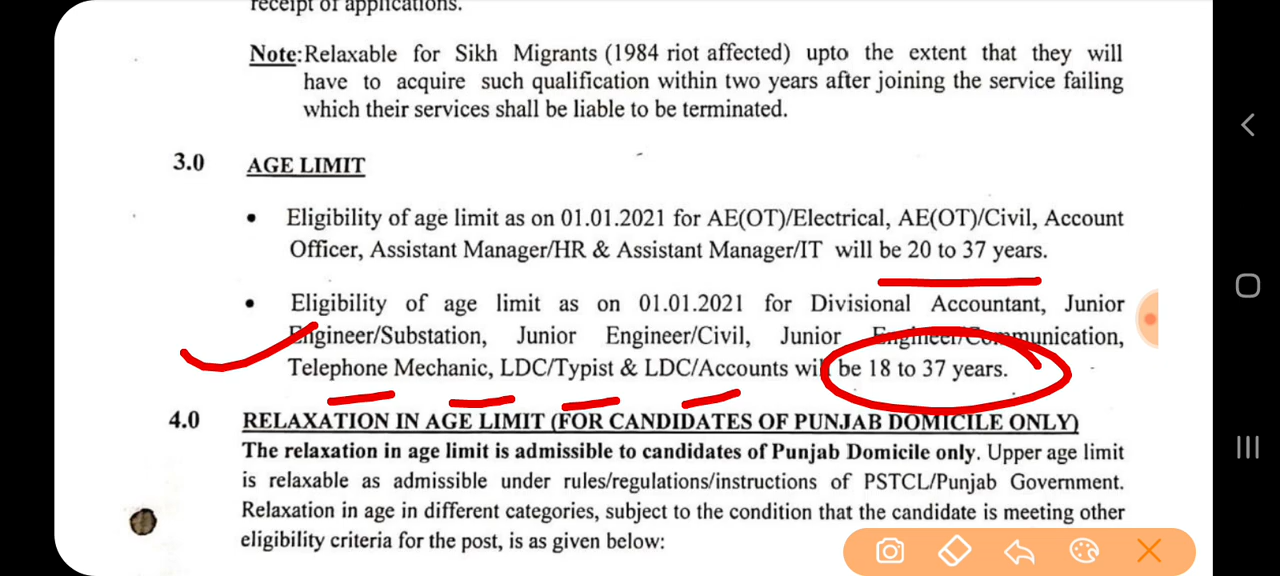 receipt of applications.
Note:Relaxable for Sikh Migrants (1984 riot affected) upto the extent that they will
have to acquire such qualification within two years after joining the service failing
which their services shall be liable to be terminated.
3.0 AGE LIMIT
• Eligibility of age limit as on 01.01.2021 for AE(OT)/Electrical, AE(OT)/Civil, Account
Officer, Assistant Manager/HR & Assistant Manager/IT will be 20 to 37 years.
• Eligibility of age limit as on 01.01.2021 for Divisional Accountant, Junior
Engineer/Substation, Junior Engineer/Civil, Junior Engineer/Communication,
Telephone Mechanic, LDC/Typist & LDC/Accounts will be 18 to 37 years.
4.0 RELAXATION IN AGE LIMIT (FOR CANDIDATES OF PUNJAB DOMICILE ONLY)
The relaxation in age limit is admissible to candidates of Punjab Domicile only. Upper age limit
is relaxable as admissible under rules/regulations/instructions of PSTCL/Punjab Government.
Relaxation in age in different categories, subject to the condition that the candidate is meeting other
eligibility criteria for the post, is as given below: